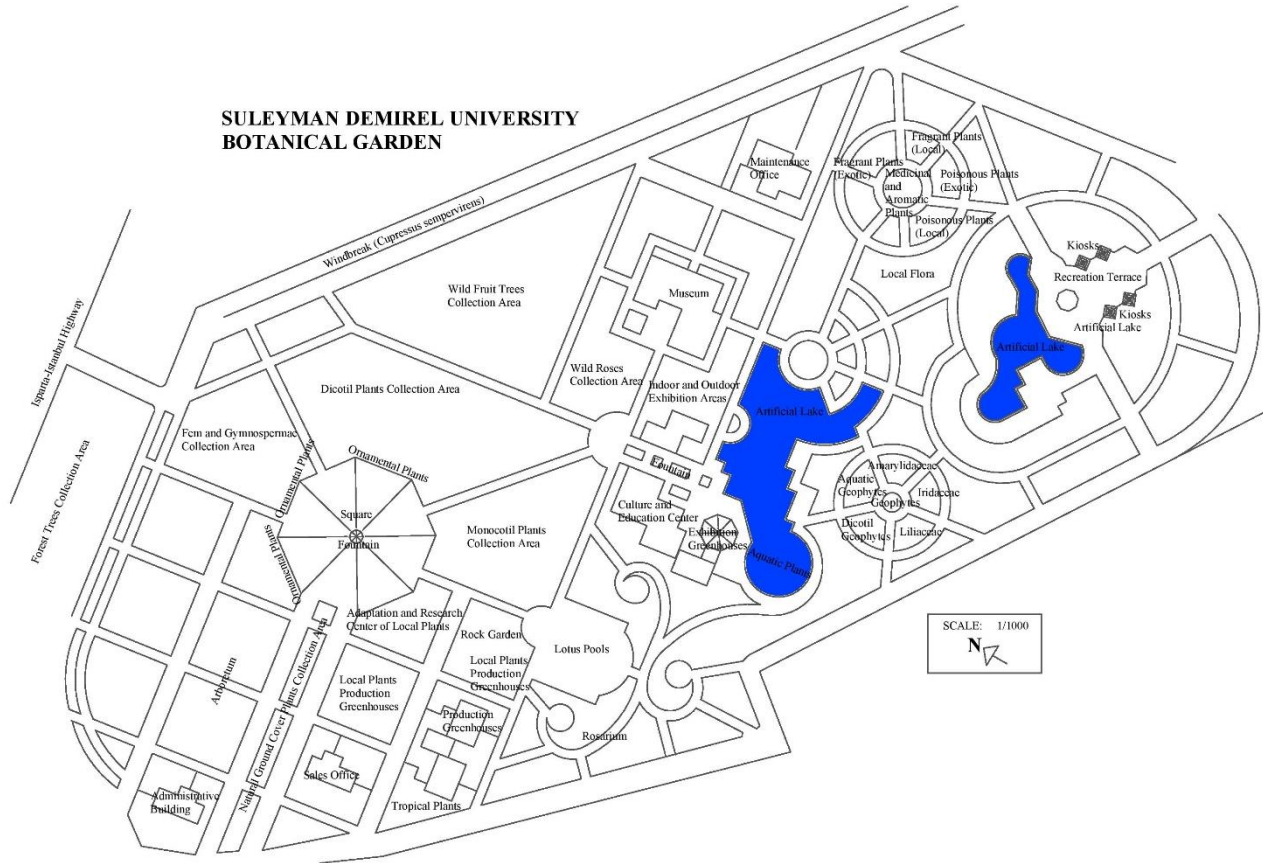 SULEYMAN DEMIREL UNIVERSITY
BOTANICAL GARDEN
Isparta-Istanbul Highway
Windbreak (Cupressus sempervirens)
Forest Trees Collection Area
Maintenance
Office
Fragrant Plants
(Local)
Fragrant Plants
(Exotic)
Medicinal
and
Aromatic
Plants
Poisonous Plants
(Exotic)
Poisonous Plants
(Local)
Local Flora
Kiosks
Recreation Terrace
Kiosks
Artificial Lake
Artificial Lake
Wild Fruit Trees
Collection Area
Museum
Wild Roses
Collection Area
Indoor and Outdoor
Exhibition Areas
Artificial Lake
Dicotil Plants Collection Area
Fern and Gymnospermae
Collection Area
Ornamental Plants
Ornamental Plants
Ornamental Plants
Square
Fountain
Fountain
Culture and
Education Center
Exhibition
Greenhouses
Aquatic Plants
Amarylidaceae
Aquatic
Geophytes
Geophytes
Iridaceae
Dicotil
Geophytes
Liliaceae
Monocotil Plants
Collection Area
Adaptation and Research
Center of Local Plants
Rock Garden
Local Plants
Production
Greenhouses
Lotus Pools
Local Plants
Production
Greenhouses
Production
Greenhouses
Rosarium
Arboretum
Natural Ground Cover Plants Collection Area
Sales Office
Administrative
Building
Tropical Plants
SCALE: 1/1000
N